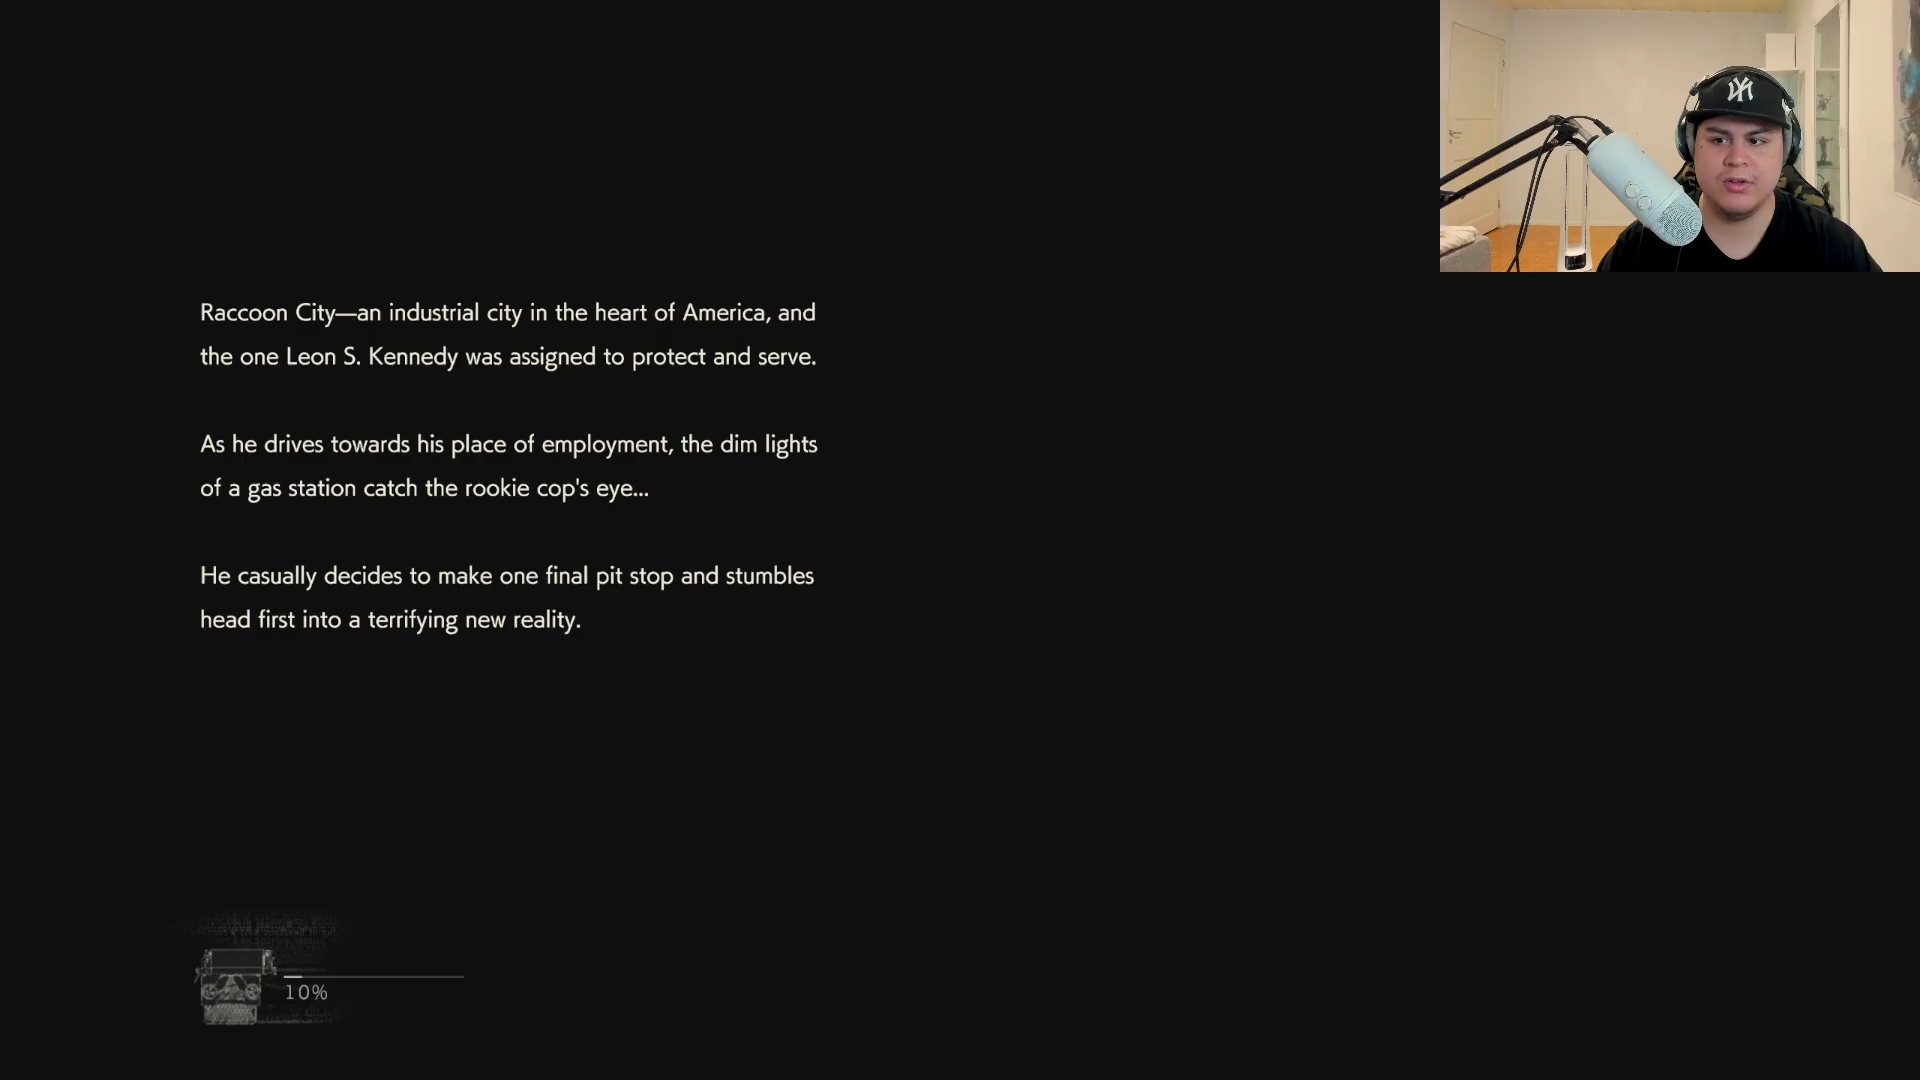 Raccoon City—an industrial city in the heart of America, and
the one Leon S. Kennedy was assigned to protect and serve.
As he drives towards his place of employment, the dim lights
of a gas station catch the rookie cop's eye...
He casually decides to make one final pit stop and stumbles
head first into a terrifying new reality.
10%